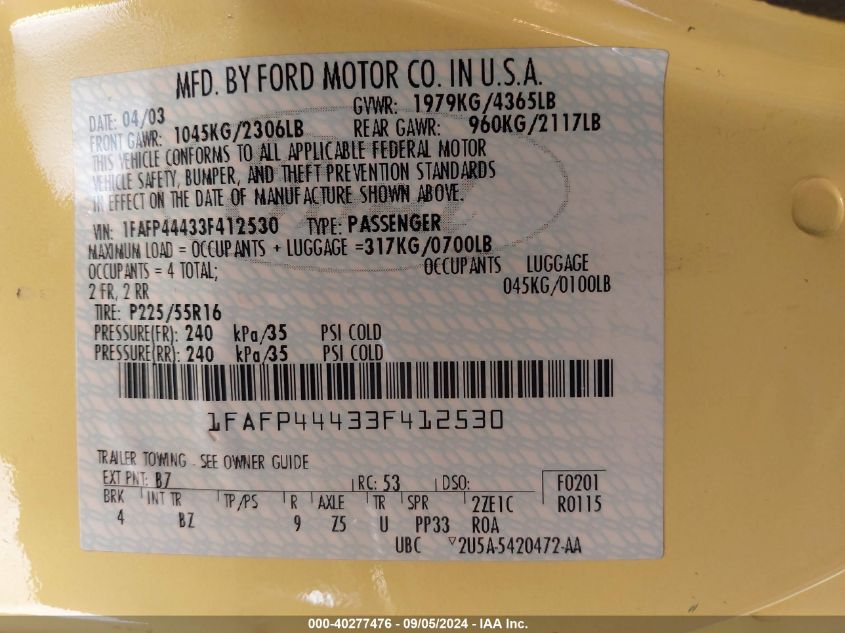 MFD. BY FORD MOTOR CO. IN U.S.A.
DATE: 04/03 GVWR: 1979KG/4365LB
FRONT GAWR: 1045KG/2306LB REAR GAWR: 960KG/2117LB
THIS VEHICLE CONFORMS TO ALL APPLICABLE FEDERAL MOTOR
VEHICLE SAFETY, BUMPER, AND THEFT PREVENTION STANDARDS
IN EFFECT ON THE DATE OF MANUFACTURE SHOWN ABOVE.
VIN: 1FAFP44433F412530 TYPE: PASSENGER
MAXIMUM LOAD = OCCUPANTS + LUGGAGE =317KG/0700LB
OCCUPANTS = 4 TOTAL; OCCUPANTS LUGGAGE
2 FR, 2 RR 045KG/0100LB
TIRE: P225/55R16
PRESSURE(FR): 240 kPa/35 PSI COLD
PRESSURE(RR): 240 kPa/35 PSI COLD
1FAFP44433F412530
TRAILER TOWING - SEE OWNER GUIDE
EXT PNT: B7 RC: 53 DSO: F0201
BRK INT TR TP/PS R AXLE TR SPR 2ZE1C R0115
4 BZ 9 Z5 U PP33 ROA
UBC ▽2U5A-5420472-AA
000-40277476 - 09/05/2024 - IAA Inc.